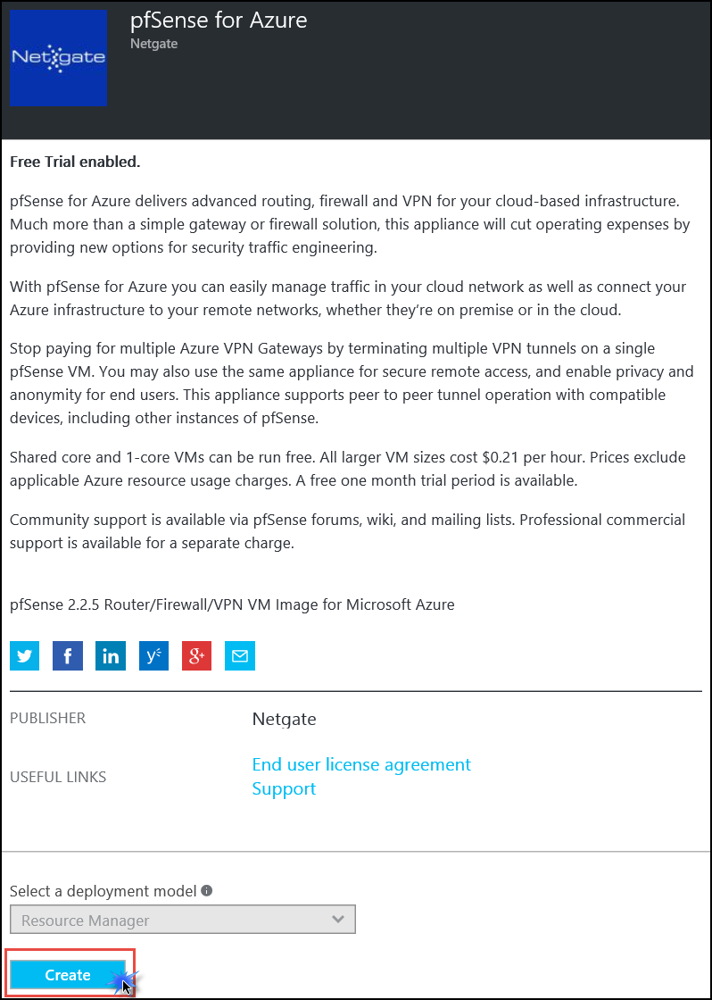 pfSense for Azure
Netgate
Netgate
Free Trial enabled.
pfSense for Azure delivers advanced routing, firewall and VPN for your cloud-based infrastructure.
Much more than a simple gateway or firewall solution, this appliance will cut operating expenses by
providing new options for security traffic engineering.
With pfSense for Azure you can easily manage traffic in your cloud network as well as connect your
Azure infrastructure to your remote networks, whether they’re on premise or in the cloud.
Stop paying for multiple Azure VPN Gateways by terminating multiple VPN tunnels on a single
pfSense VM. You may also use the same appliance for secure remote access, and enable privacy and
anonymity for end users. This appliance supports peer to peer tunnel operation with compatible
devices, including other instances of pfSense.
Shared core and 1-core VMs can be run free. All larger VM sizes cost $0.21 per hour. Prices exclude
applicable Azure resource usage charges. A free one month trial period is available.
Community support is available via pfSense forums, wiki, and mailing lists. Professional commercial
support is available for a separate charge.
pfSense 2.2.5 Router/Firewall/VPN VM Image for Microsoft Azure
PUBLISHER Netgate
USEFUL LINKS End user license agreement
Support
Select a deployment model
Resource Manager
Create